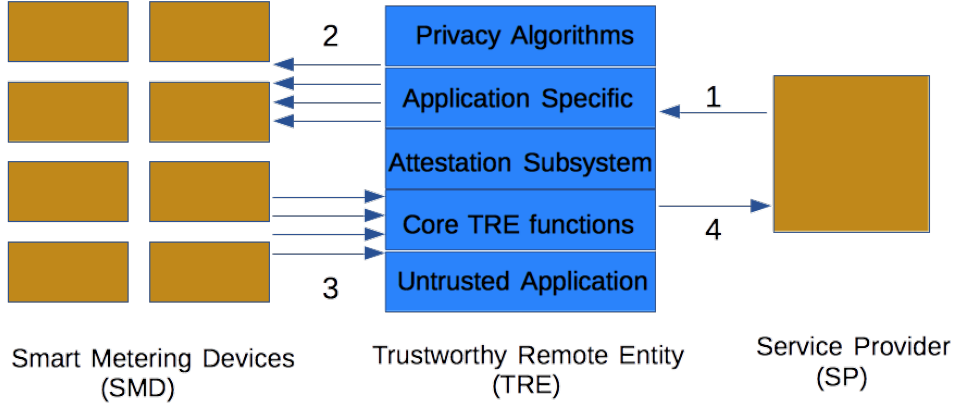 2
Privacy Algorithms
Application Specific
1
Attestation Subsystem
Core TRE functions
4
3
Untrusted Application
Smart Metering Devices
(SMD)
Trustworthy Remote Entity
(TRE)
Service Provider
(SP)